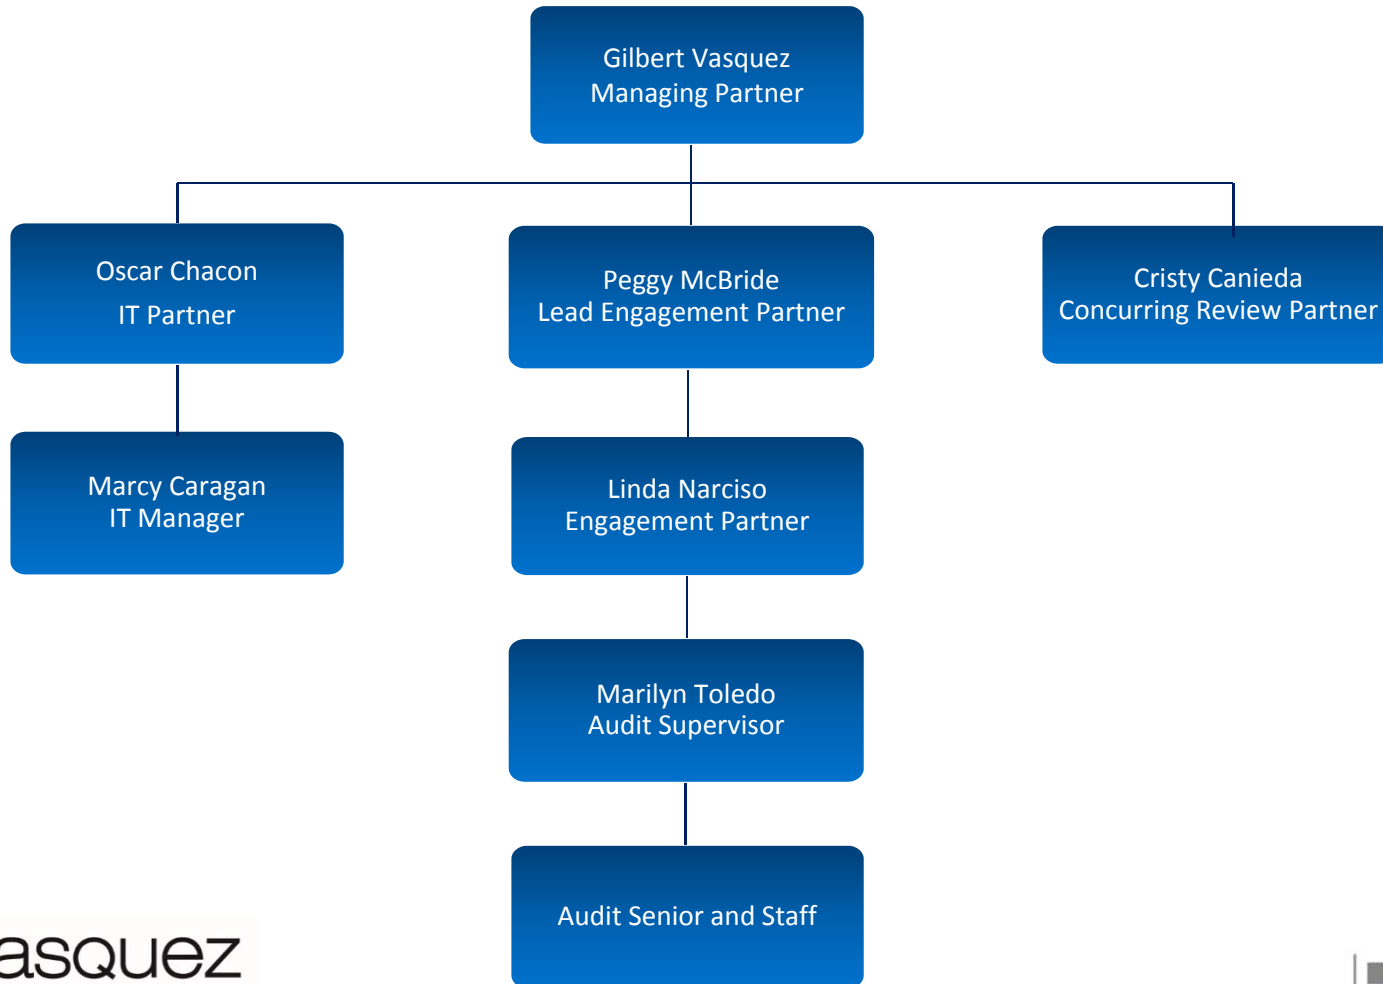 Gilbert Vasquez
Managing Partner
Oscar Chacon
IT Partner
Peggy McBride
Lead Engagement Partner
Cristy Canieda
Concurring Review Partner
Marcy Caragan
IT Manager
Linda Narciso
Engagement Partner
Marilyn Toledo
Audit Supervisor
Audit Senior and Staff
asquez